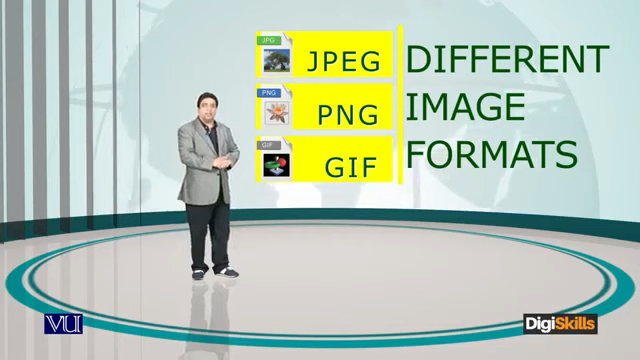 JPG
JPEG
PNG
PNG
GIF
GIF
DIFFERENT
IMAGE
FORMATS
VU
DigiSkills